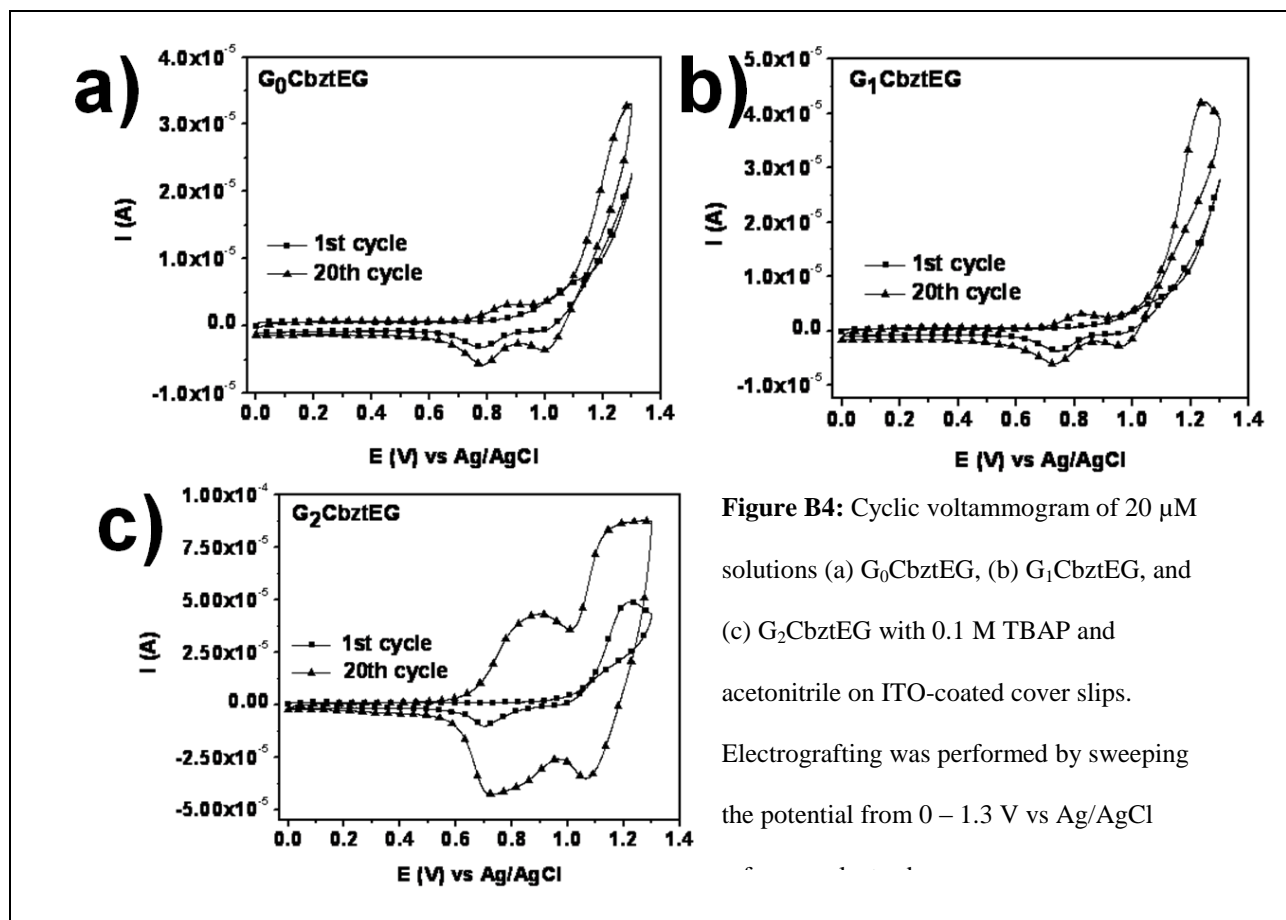 a)
G₀CbztEG
4.0x10⁻⁵
3.0x10⁻⁵
2.0x10⁻⁵
1.0x10⁻⁵
0.0
-1.0x10⁻⁵
I (A)
1st cycle
20th cycle
0.0 0.2 0.4 0.6 0.8 1.0 1.2 1.4
E (V) vs Ag/AgCl
b)
G₁CbztEG
5.0x10⁻⁵
4.0x10⁻⁵
3.0x10⁻⁵
2.0x10⁻⁵
1.0x10⁻⁵
0.0
-1.0x10⁻⁵
I (A)
1st cycle
20th cycle
0.0 0.2 0.4 0.6 0.8 1.0 1.2 1.4
E (V) vs Ag/AgCl
c)
G₂CbztEG
1.00x10⁻⁴
7.50x10⁻⁵
5.00x10⁻⁵
2.50x10⁻⁵
0.00
-2.50x10⁻⁵
-5.00x10⁻⁵
I (A)
1st cycle
20th cycle
0.0 0.2 0.4 0.6 0.8 1.0 1.2 1.4
E (V) vs Ag/AgCl
Figure B4: Cyclic voltammogram of 20 µM
solutions (a) G₀CbztEG, (b) G₁CbztEG, and
(c) G₂CbztEG with 0.1 M TBAP and
acetonitrile on ITO-coated cover slips.
Electrografting was performed by sweeping
the potential from 0 – 1.3 V vs Ag/AgCl